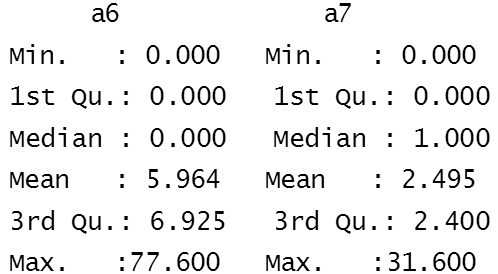 a6               a7
Min.   : 0.000   Min.   : 0.000
1st Qu.: 0.000   1st Qu.: 0.000
Median : 0.000   Median : 1.000
Mean   : 5.964   Mean   : 2.495
3rd Qu.: 6.925   3rd Qu.: 2.400
Max.   :77.600   Max.   :31.600